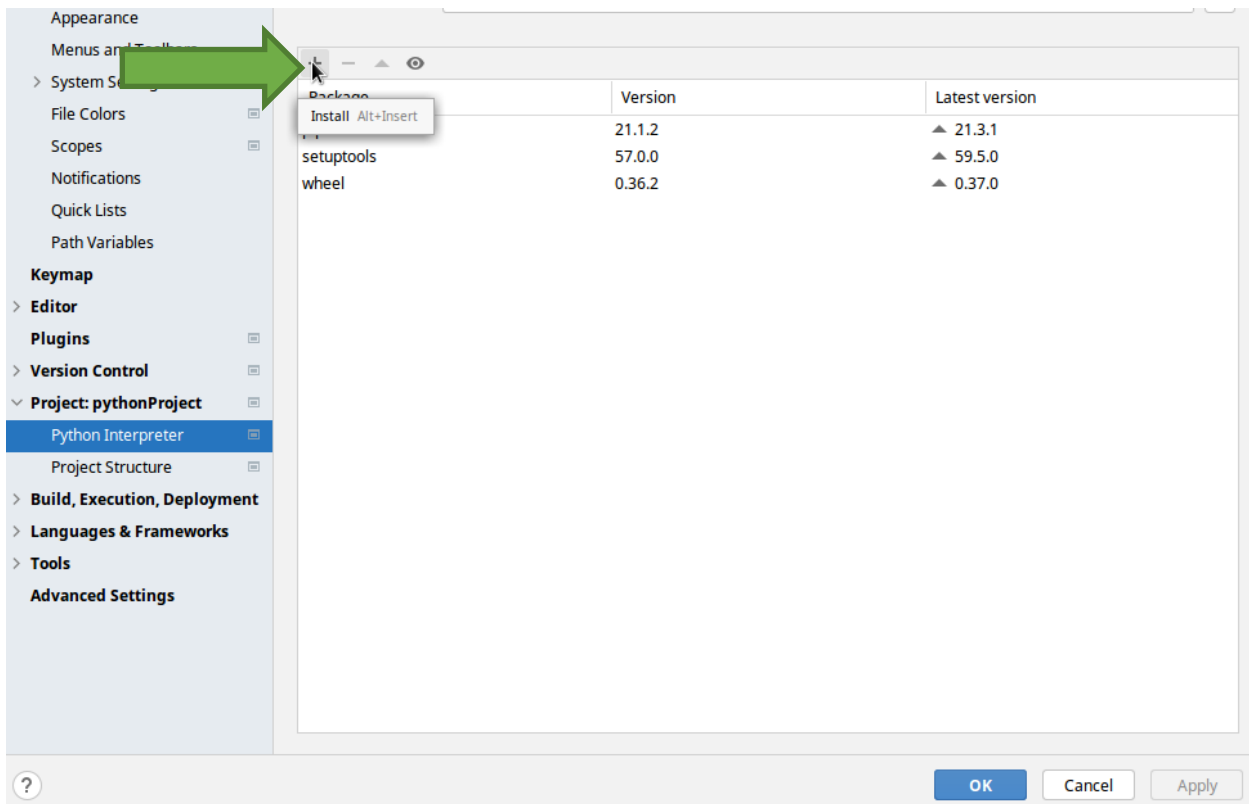 Appearance
Menus and Toolbars
System Se
File Colors
Scopes
Notifications
Quick Lists
Path Variables
Keymap
Editor
Plugins
Version Control
Project: pythonProject
Python Interpreter
Project Structure
Build, Execution, Deployment
Languages & Frameworks
Tools
Advanced Settings
Package Version Latest version
Install Alt+Insert
21.1.2 21.3.1
setuptools 57.0.0 59.5.0
wheel 0.36.2 0.37.0
? OK Cancel Apply